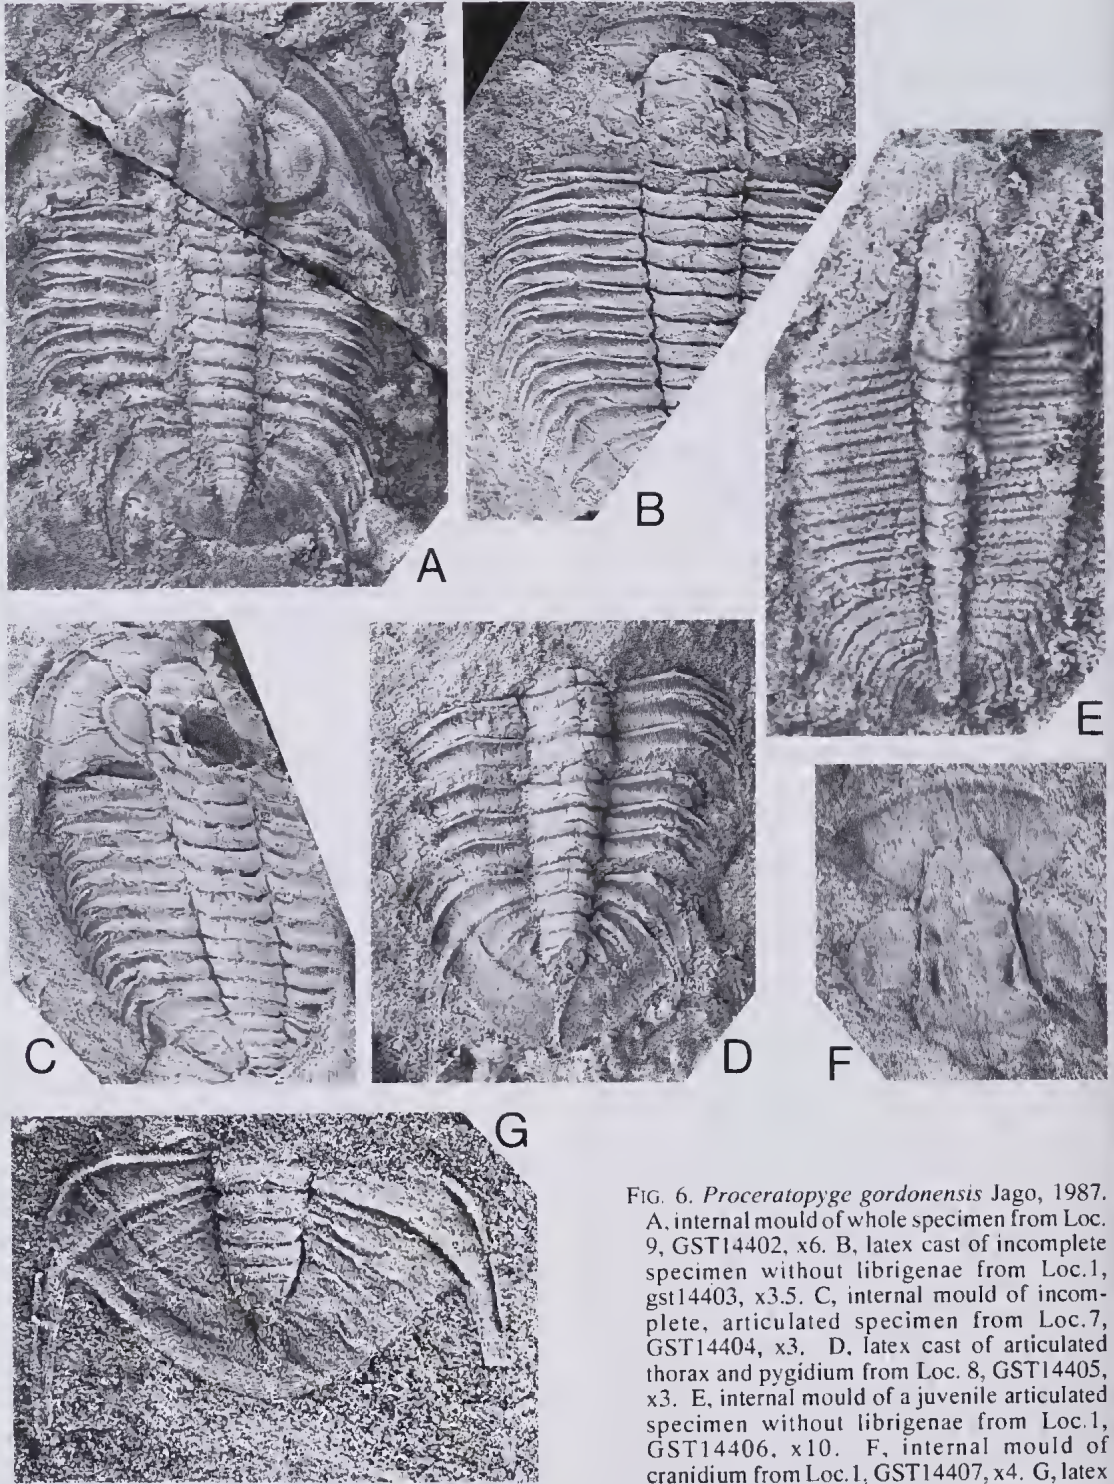 A
B
E
C
D
F
G
FIG. 6. Proceratopyge gordonensis Jago, 1987.
A, internal mould of whole specimen from Loc.
9, GST14402, x6. B, latex cast of incomplete
specimen without librigenae from Loc.1,
gst14403, x3.5. C, internal mould of incom-
plete, articulated specimen from Loc.7,
GST14404, x3. D, latex cast of articulated
thorax and pygidium from Loc. 8, GST14405,
x3. E, internal mould of a juvenile articulated
specimen without librigenae from Loc.1,
GST14406, x10. F, internal mould of
cranidium from Loc.1, GST14407, x4. G, latex